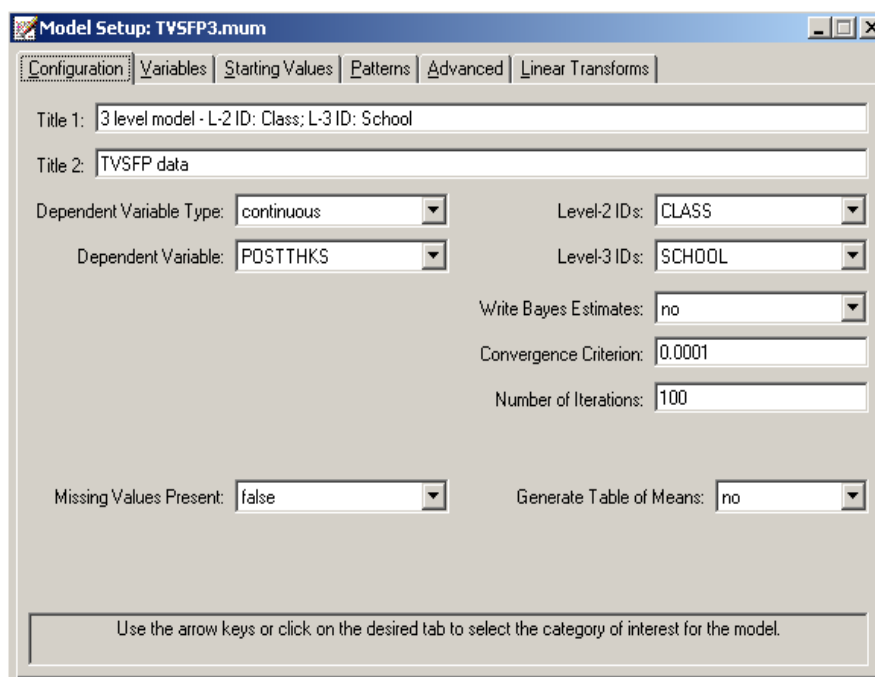 Model Setup: TVSFP3.mum
Configuration Variables Starting Values Patterns Advanced Linear Transforms
Title 1: 3 level model - L-2 ID: Class; L-3 ID: School
Title 2: TVSFP data
Dependent Variable Type: continuous Level-2 IDs: CLASS
Dependent Variable: POSTTHKS Level-3 IDs: SCHOOL
Write Bayes Estimates: no
Convergence Criterion: 0.0001
Number of Iterations: 100
Missing Values Present: false Generate Table of Means: no
Use the arrow keys or click on the desired tab to select the category of interest for the model.